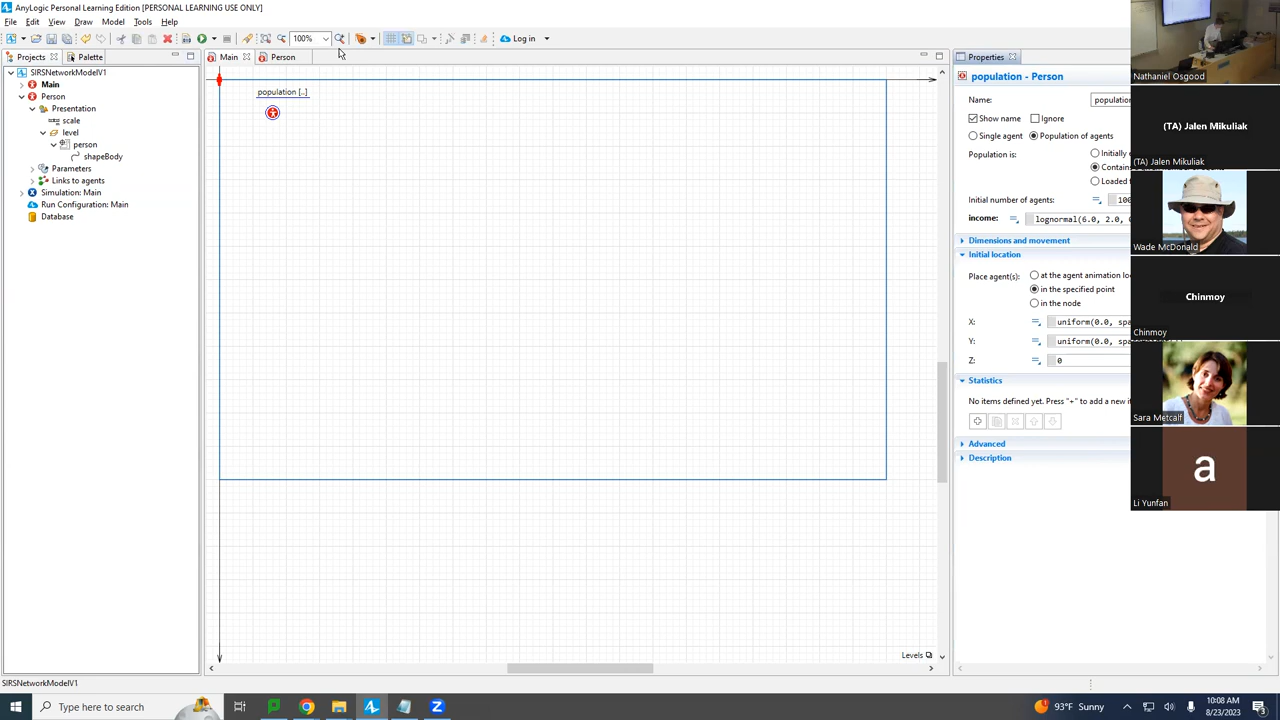 AnyLogic Personal Learning Edition [PERSONAL LEARNING USE ONLY]
File Edit View Draw Model Tools Help
100% Log in
Projects Palette
Main Person
Properties
SIRSNetworkModelV1
Main
Person
Presentation
scale
level
person
shapeBody
Parameters
Links to agents
Simulation: Main
Run Configuration: Main
Database
population [..]
Levels
population - Person
Name: population
Show name Ignore
Single agent Population of agents
Population is: Initially
Contains
Loaded
Initial number of agents: 100
income: lognormal(6.0, 2.0,
Dimensions and movement
Initial location
Place agent(s): at the agent animation
in the specified point
in the node
X: uniform(0.0,
Y: uniform(0.0,
Z: 0
Statistics
No items defined yet. Press "+" to add a new
Advanced
Description
Nathaniel Osgood
(TA) Jalen Mikuliak
(TA) Jalen Mikuliak
Wade McDonald
Chinmoy
Chinmoy
Sara Metcalf
a
Li Yunfan
SIRSNetworkModelV1
Type here to search
93°F Sunny
10:08 AM
8/23/2023
3